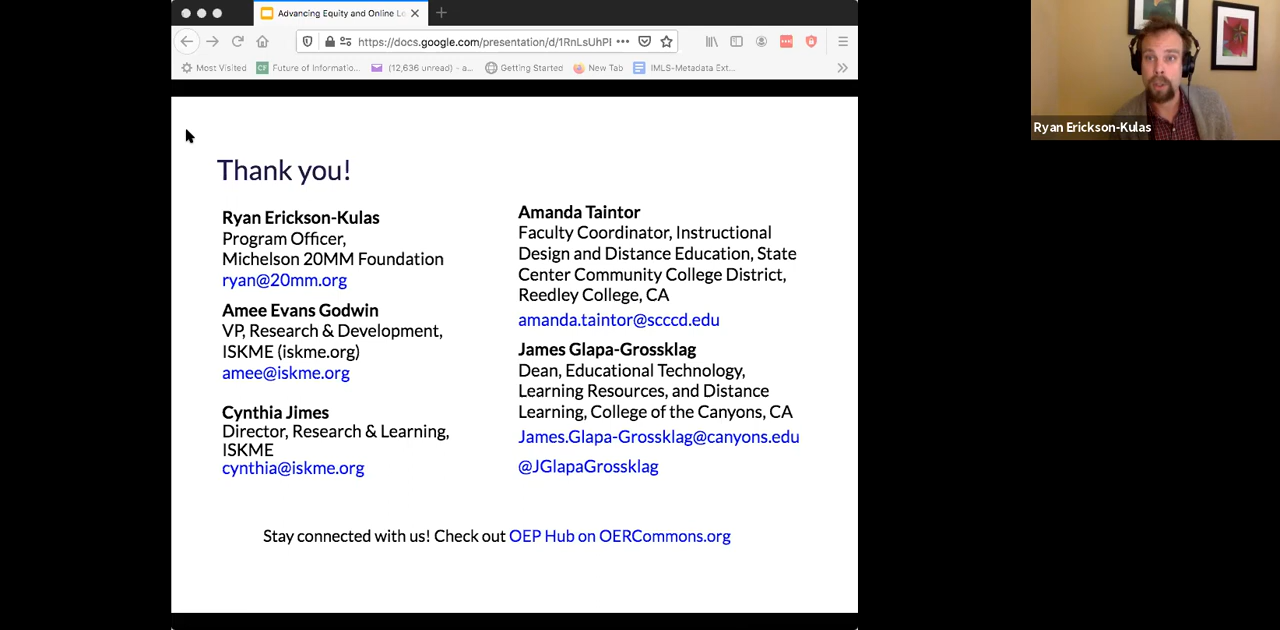 Advancing Equity and Online Lo
https://docs.google.com/presentation/d/1RnLsUhPl
Most Visited
CF
Future of Informatio...
(12,636 unread) - a...
Getting Started
New Tab
IMLS-Metadata Ext...
Ryan Erickson-Kulas
Thank you!
Ryan Erickson-Kulas
Program Officer,
Michelson 20MM Foundation
ryan@20mm.org
Amee Evans Godwin
VP, Research & Development,
ISKME (iskme.org)
amee@iskme.org
Cynthia Jimes
Director, Research & Learning,
ISKME
cynthia@iskme.org
Amanda Taintor
Faculty Coordinator, Instructional
Design and Distance Education, State
Center Community College District,
Reedley College, CA
amanda.taintor@scccd.edu
James Glapa-Grossklag
Dean, Educational Technology,
Learning Resources, and Distance
Learning, College of the Canyons, CA
James.Glapa-Grossklag@canyons.edu
@JGlapaGrossklag
Stay connected with us! Check out OEP Hub on OERCommons.org